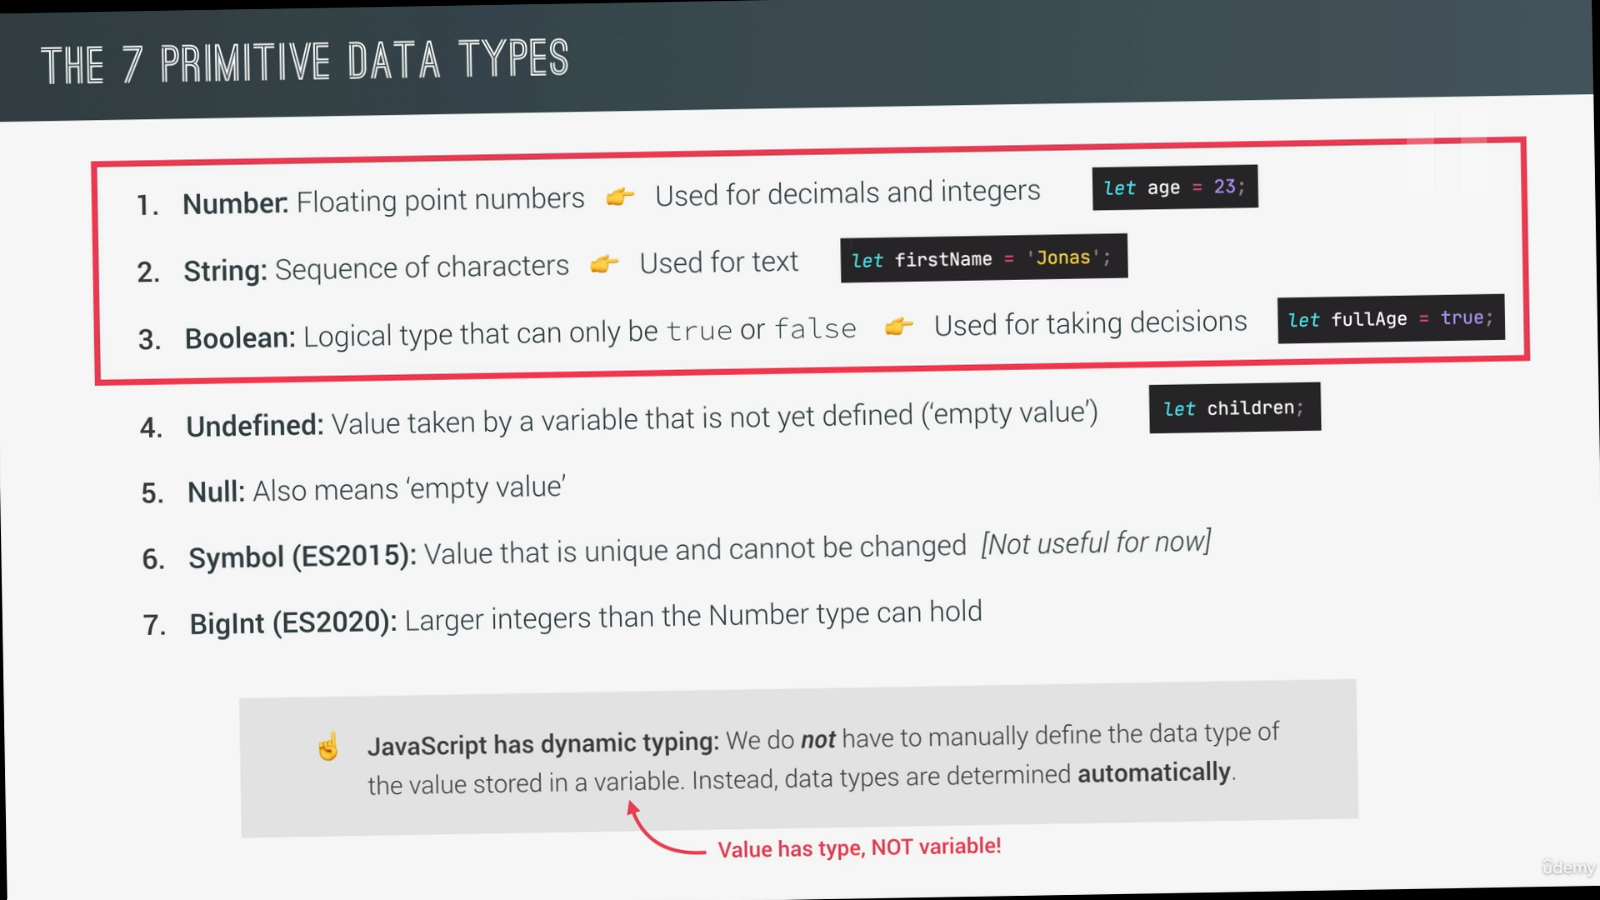 THE 7 PRIMITIVE DATA TYPES
1. Number: Floating point numbers 👉 Used for decimals and integers let age = 23;
2. String: Sequence of characters 👉 Used for text let firstName = 'Jonas';
3. Boolean: Logical type that can only be true or false 👉 Used for taking decisions let fullAge = true;
4. Undefined: Value taken by a variable that is not yet defined (‘empty value’) let children;
5. Null: Also means ‘empty value’
6. Symbol (ES2015): Value that is unique and cannot be changed [Not useful for now]
7. BigInt (ES2020): Larger integers than the Number type can hold
☝ JavaScript has dynamic typing: We do not have to manually define the data type of
the value stored in a variable. Instead, data types are determined automatically.
Value has type, NOT variable!
ûdemy